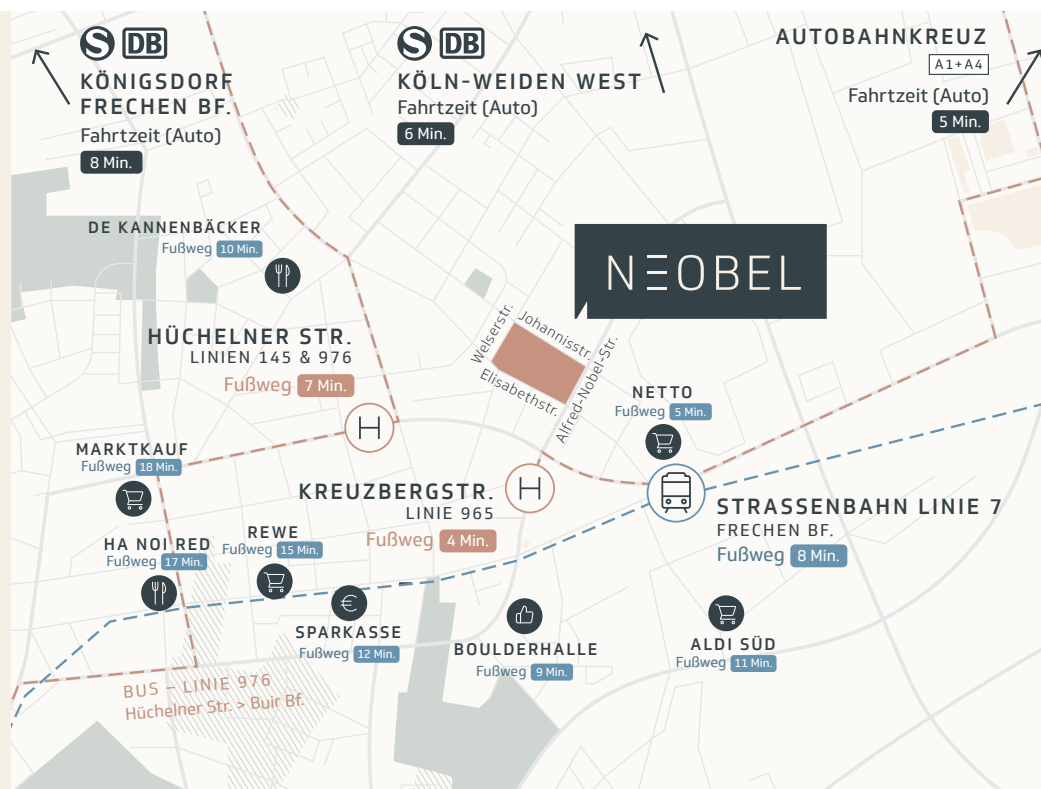 S DB
KÖNIGSDORF
FRECHEN BF.
Fahrtzeit (Auto)
8 Min.
S DB
KÖLN-WEIDEN WEST
Fahrtzeit (Auto)
6 Min.
AUTOBAHNKREUZ
A1+A4
Fahrtzeit (Auto)
5 Min.
DE KANNENBÄCKER
Fußweg 10 Min.
NEOBEL
HÜCHELNER STR.
LINIEN 145 & 976
Fußweg 7 Min.
H
Welserstr.
Johannisstr.
Elisabethstr.
Alfred-Nobel-Str.
NETTO
Fußweg 5 Min.
MARKTKAUF
Fußweg 18 Min.
KREUZBERGSTR.
LINIE 965
Fußweg 4 Min.
H
STRASSENBAHN LINIE 7
FRECHEN BF.
Fußweg 8 Min.
HA NOI RED
Fußweg 17 Min.
REWE
Fußweg 15 Min.
€
SPARKASSE
Fußweg 12 Min.
BOULDERHALLE
Fußweg 9 Min.
ALDI SÜD
Fußweg 11 Min.
BUS – LINIE 976
Hüchelner Str. > Buir Bf.